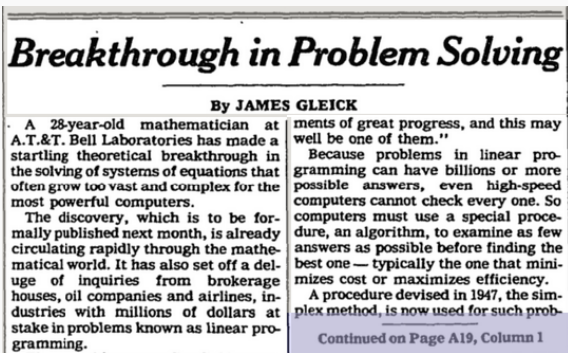 Breakthrough in Problem Solving
By JAMES GLEICK
A 28-year-old mathematician at
A.T.&T. Bell Laboratories has made a
startling theoretical breakthrough in
the solving of systems of equations that
often grow too vast and complex for the
most powerful computers.
The discovery, which is to be for-
mally published next month, is already
circulating rapidly through the mathe-
matical world. It has also set off a del-
uge of inquiries from brokerage
houses, oil companies and airlines, in-
dustries with millions of dollars at
stake in problems known as linear pro-
gramming.
ments of great progress, and this may
well be one of them."
Because problems in linear pro-
gramming can have billions or more
possible answers, even high-speed
computers cannot check every one. So
computers must use a special proce-
dure, an algorithm, to examine as few
answers as possible before finding the
best one — typically the one that mini-
mizes cost or maximizes efficiency.
A procedure devised in 1947, the sim-
plex method, is now used for such prob-
Continued on Page A19, Column 1